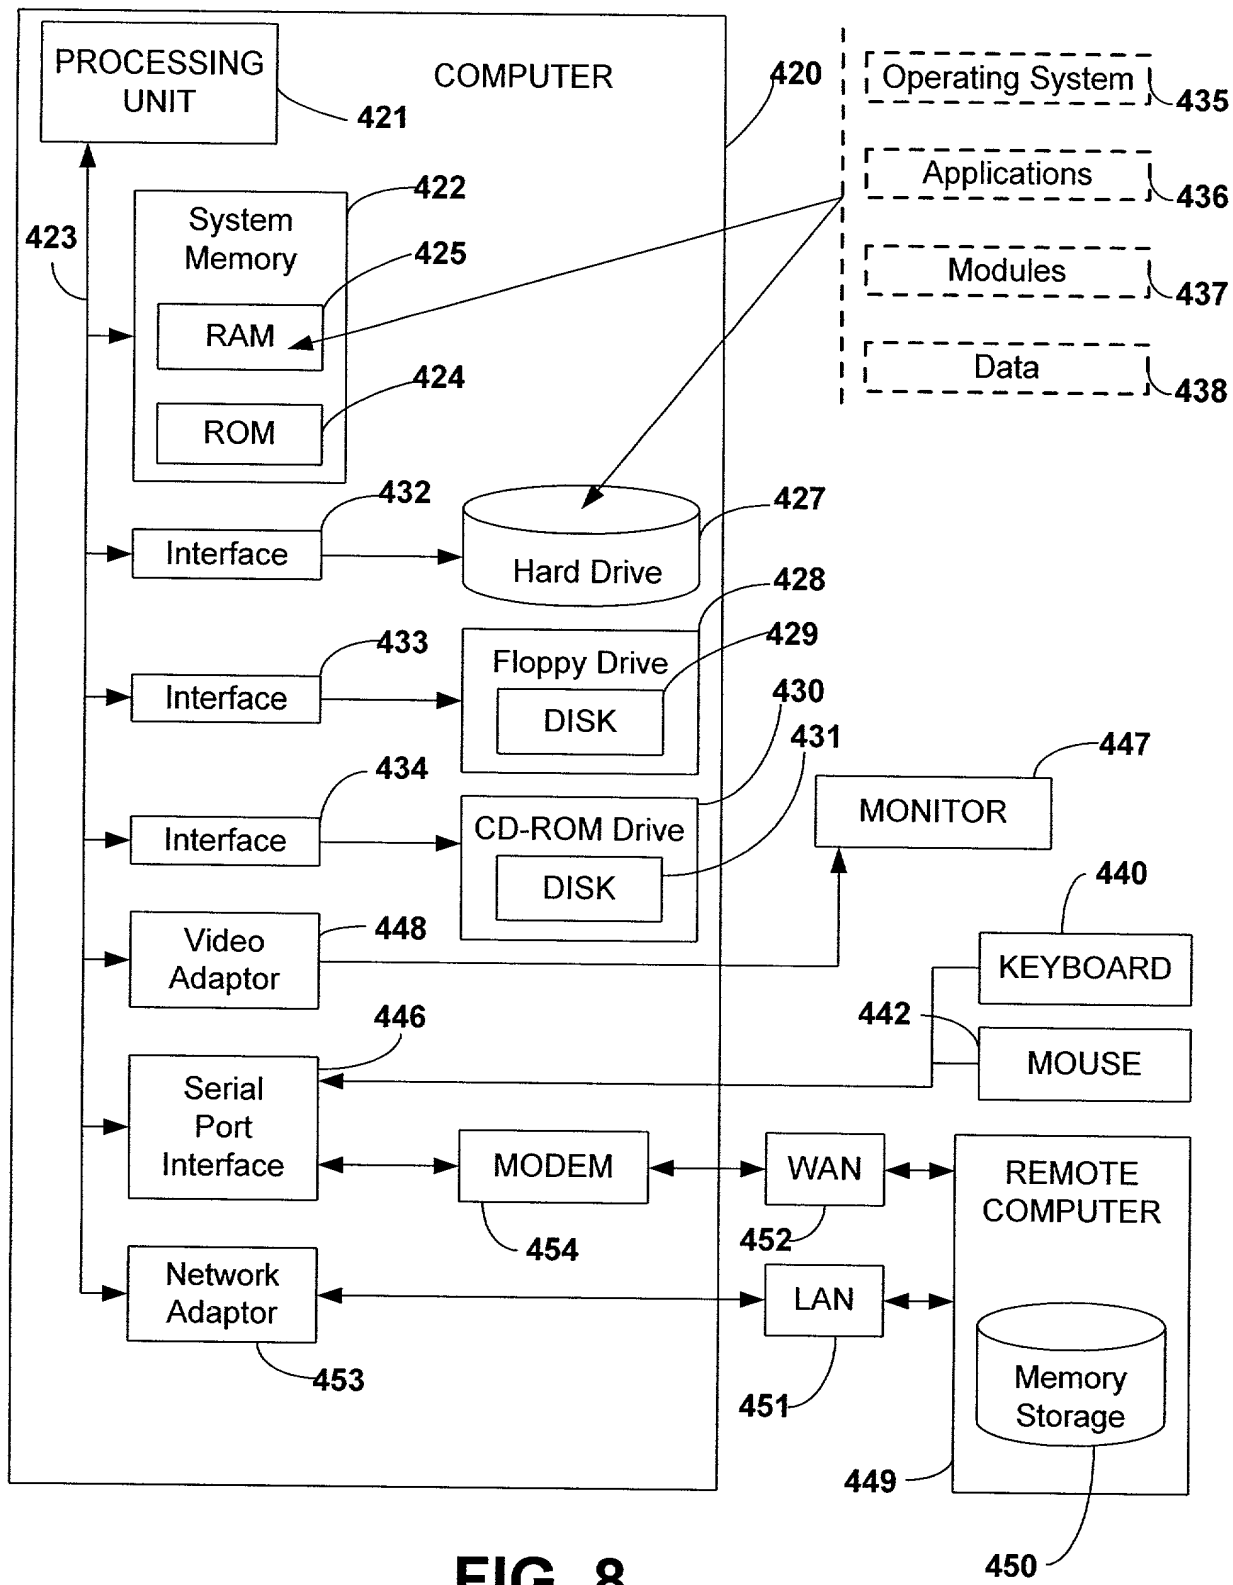 PROCESSING
UNIT
421
COMPUTER
420
Operating System
435
Applications
436
Modules
437
Data
438
423
System
Memory
422
RAM
425
ROM
424
Interface
432
Hard Drive
427
Interface
433
Floppy Drive
428
DISK
429
Interface
434
CD-ROM Drive
430
DISK
431
MONITOR
447
Video
Adaptor
448
KEYBOARD
440
MOUSE
442
Serial
Port
Interface
446
MODEM
454
WAN
452
REMOTE
COMPUTER
449
Network
Adaptor
453
LAN
451
Memory
Storage
450
FIG. 8